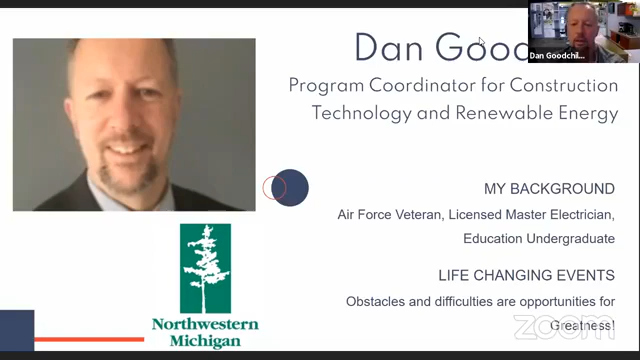 Dan Good
Dan Goodchil...
Program Coordinator for Construction
Technology and Renewable Energy
MY BACKGROUND
Air Force Veteran, Licensed Master Electrician,
Education Undergraduate
LIFE CHANGING EVENTS
Obstacles and difficulties are opportunities for
Greatness!
zoom
Northwestern
Michigan